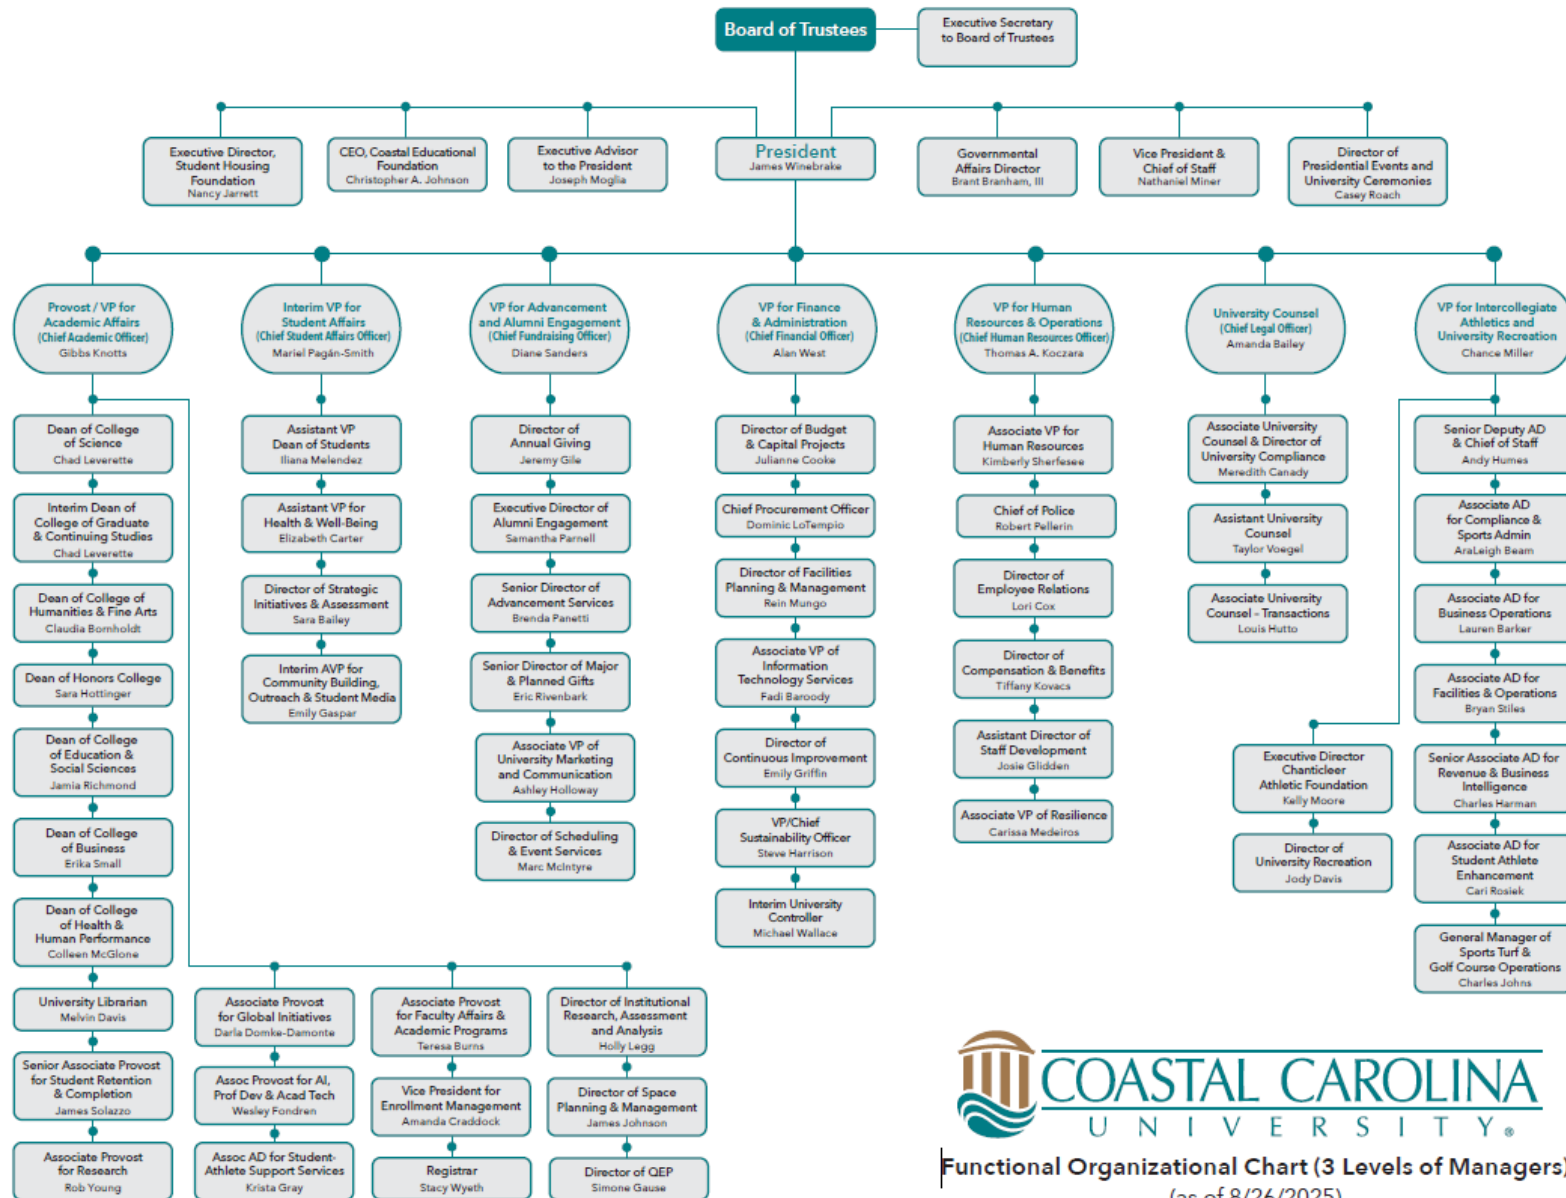 Board of Trustees
Executive Secretary
to Board of Trustees
Executive Director,
Student Housing
Foundation
Nancy Jarrett
CEO, Coastal Educational
Foundation
Christopher A. Johnson
Executive Advisor
to the President
Joseph Moglia
President
James Winebrake
Governmental
Affairs Director
Brant Branham, III
Vice President &
Chief of Staff
Nathaniel Miner
Director of
Presidential Events and
University Ceremonies
Casey Roach
Provost / VP for
Academic Affairs
(Chief Academic Officer)
Gibbs Knotts
Interim VP for
Student Affairs
(Chief Student Affairs Officer)
Mariel Pagán-Smith
VP for Advancement
and Alumni Engagement
(Chief Fundraising Officer)
Diane Sanders
VP for Finance
& Administration
(Chief Financial Officer)
Alan West
VP for Human
Resources & Operations
(Chief Human Resources Officer)
Thomas A. Koczara
University Counsel
(Chief Legal Officer)
Amanda Bailey
VP for Intercollegiate
Athletics and
University Recreation
Chance Miller
Dean of College
of Science
Chad Leverette
Interim Dean of
College of Graduate
& Continuing Studies
Chad Leverette
Dean of College of
Humanities & Fine Arts
Claudia Bornholdt
Dean of Honors College
Sara Hottinger
Dean of College
of Education &
Social Sciences
Jamia Richmond
Dean of College
of Business
Erika Small
Dean of College
of Health &
Human Performance
Colleen McGlone
University Librarian
Melvin Davis
Senior Associate Provost
for Student Retention
& Completion
James Solazzo
Associate Provost
for Research
Rob Young
Associate Provost
for Global Initiatives
Darla Domke-Damonte
Assoc Provost for AI,
Prof Dev & Acad Tech
Wesley Fondren
Assoc AD for Student-
Athlete Support Services
Krista Gray
Associate Provost
for Faculty Affairs &
Academic Programs
Teresa Burns
Vice President for
Enrollment Management
Amanda Craddock
Registrar
Stacy Wyeth
Director of Institutional
Research, Assessment
and Analysis
Holly Legg
Director of Space
Planning & Management
James Johnson
Director of QEP
Simone Gause
Assistant VP
Dean of Students
Iliana Melendez
Assistant VP for
Health & Well-Being
Elizabeth Carter
Director of Strategic
Initiatives & Assessment
Sara Bailey
Interim AVP for
Community Building,
Outreach & Student Media
Emily Gaspar
Director of
Annual Giving
Jeremy Gile
Executive Director of
Alumni Engagement
Samantha Parnell
Senior Director of
Advancement Services
Brenda Panetti
Senior Director of Major
& Planned Gifts
Eric Rivenbark
Associate VP of
University Marketing
and Communication
Ashley Holloway
Director of Scheduling
& Event Services
Marc McIntyre
Director of Budget
& Capital Projects
Julianne Cooke
Chief Procurement Officer
Dominic LoTempio
Director of Facilities
Planning & Management
Rein Mungo
Associate VP of
Information
Technology Services
Fadi Baroody
Director of
Continuous Improvement
Emily Griffin
VP/Chief
Sustainability Officer
Steve Harrison
Interim University
Controller
Michael Wallace
Associate VP for
Human Resources
Kimberly Sherfesee
Chief of Police
Robert Pellerin
Director of
Employee Relations
Lori Cox
Director of
Compensation & Benefits
Tiffany Kovacs
Assistant Director of
Staff Development
Josie Glidden
Associate VP of Resilience
Carissa Medeiros
Associate University
Counsel & Director of
University Compliance
Meredith Canady
Assistant University
Counsel
Taylor Voegel
Associate University
Counsel - Transactions
Louis Hutto
Executive Director
Chanticleer
Athletic Foundation
Kelly Moore
Director of
University Recreation
Jody Davis
Senior Deputy AD
& Chief of Staff
Andy Humes
Associate AD
for Compliance &
Sports Admin
AraLeigh Beam
Associate AD for
Business Operations
Lauren Barker
Associate AD for
Facilities & Operations
Bryan Stiles
Senior Associate AD for
Revenue & Business
Intelligence
Charles Harman
Associate AD for
Student Athlete
Enhancement
Cari Rosiek
General Manager of
Sports Turf &
Golf Course Operations
Charles Johns
COASTAL CAROLINA
UNIVERSITY®
Functional Organizational Chart (3 Levels of Managers)
(as of 8/26/2025)